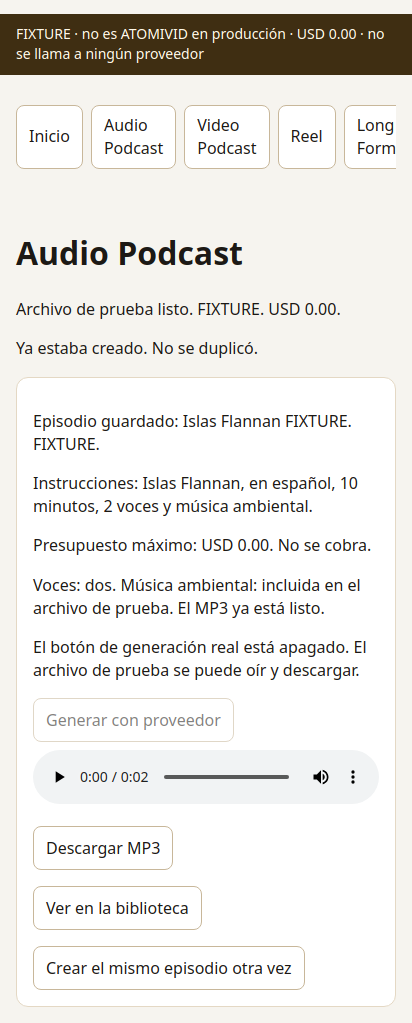 FIXTURE · no es ATOMIVID en producción · USD 0.00 · no
se llama a ningún proveedor
Inicio
Audio
Podcast
Video
Podcast
Reel
Long
Form
Audio Podcast
Archivo de prueba listo. FIXTURE. USD 0.00.
Ya estaba creado. No se duplicó.
Episodio guardado: Islas Flannan FIXTURE.
FIXTURE.
Instrucciones: Islas Flannan, en español, 10
minutos, 2 voces y música ambiental.
Presupuesto máximo: USD 0.00. No se cobra.
Voces: dos. Música ambiental: incluida en el
archivo de prueba. El MP3 ya está listo.
El botón de generación real está apagado. El
archivo de prueba se puede oír y descargar.
Generar con proveedor
0:00 / 0:02
Descargar MP3
Ver en la biblioteca
Crear el mismo episodio otra vez